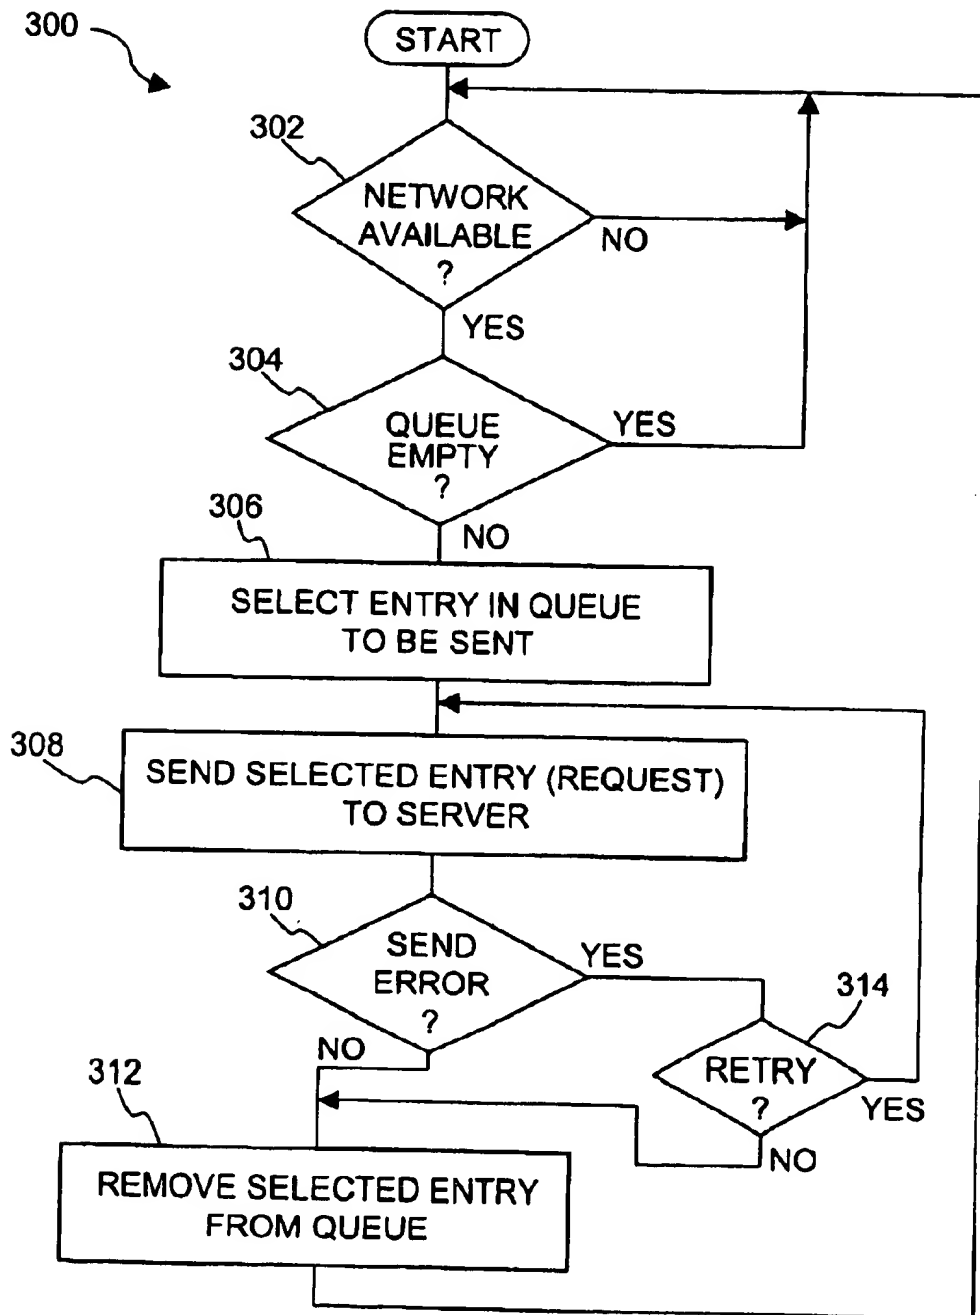 300
START
302
NETWORK
AVAILABLE
?
NO
YES
304
QUEUE
EMPTY
?
YES
NO
306
SELECT ENTRY IN QUEUE
TO BE SENT
308
SEND SELECTED ENTRY (REQUEST)
TO SERVER
310
SEND
ERROR
?
YES
NO
314
RETRY
?
YES
NO
312
REMOVE SELECTED ENTRY
FROM QUEUE